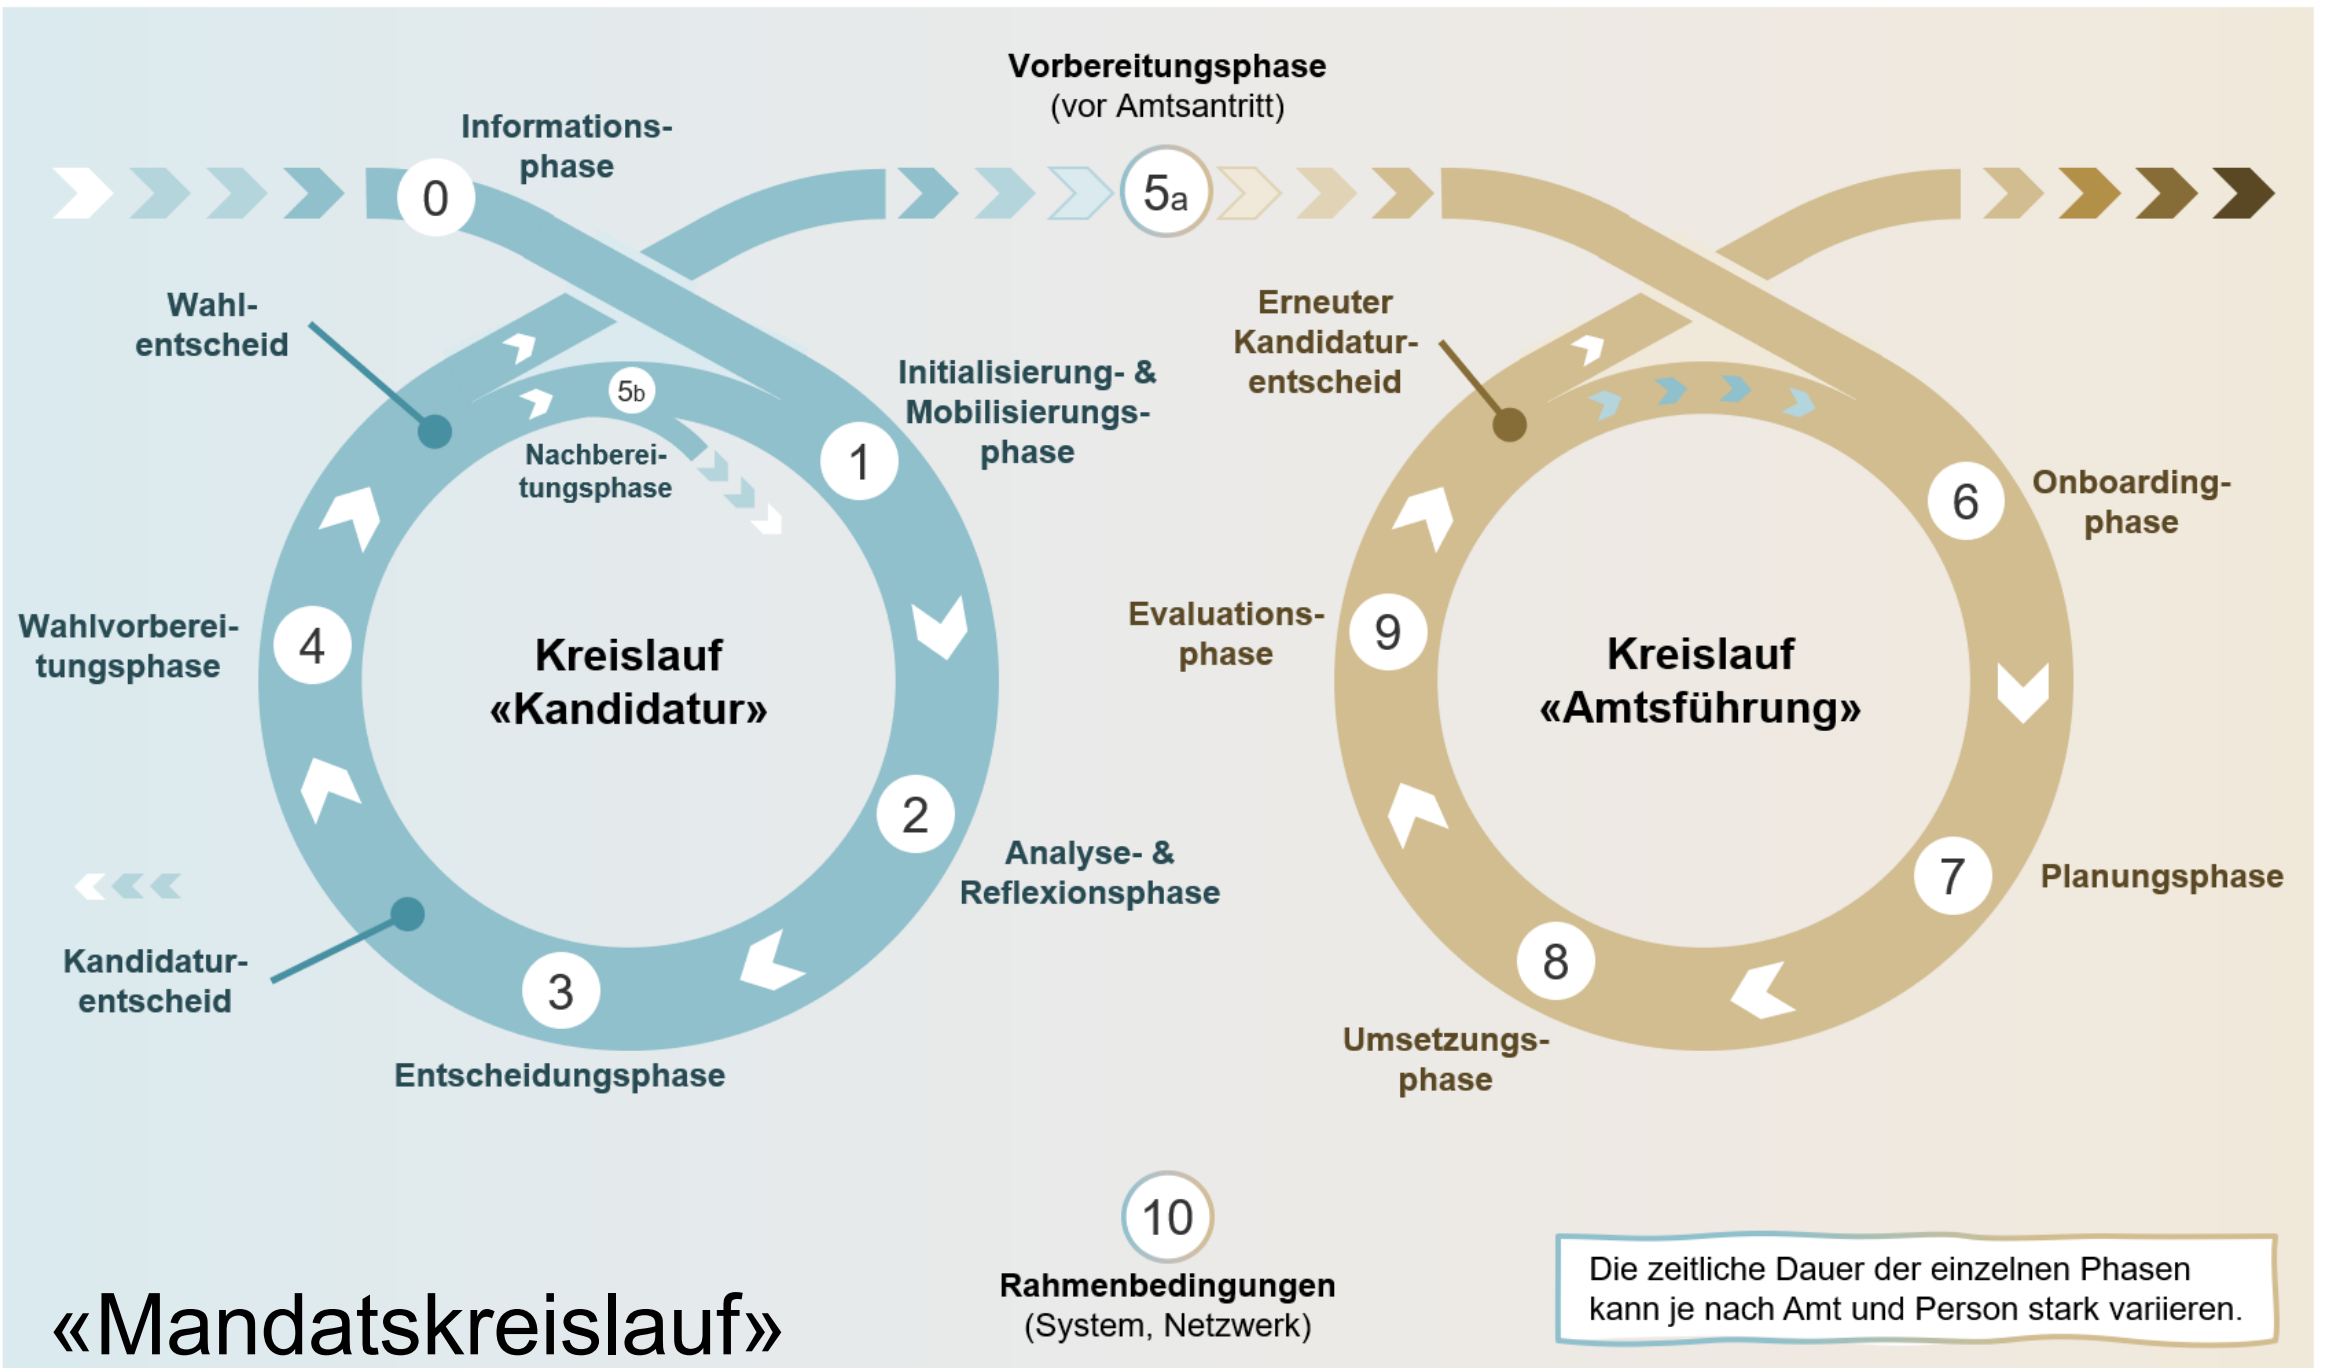 Vorbereitungsphase
(vor Amtsantritt)
5a
Informations-
phase
0
Wahl-
entscheid
5b
Nachberei-
tungsphase
Initialisierung- &
Mobilisierungs-
phase
1
Wahlvorberei-
tungsphase
4
Kreislauf
«Kandidatur»
2
Analyse- &
Reflexionsphase
Kandidatur-
entscheid
3
Entscheidungsphase
Erneuter
Kandidatur-
entscheid
6
Onboarding-
phase
Evaluations-
phase
9
Kreislauf
«Amtsführung»
7
Planungsphase
8
Umsetzungs-
phase
10
Rahmenbedingungen
(System, Netzwerk)
«Mandatskreislauf»
Die zeitliche Dauer der einzelnen Phasen
kann je nach Amt und Person stark variieren.